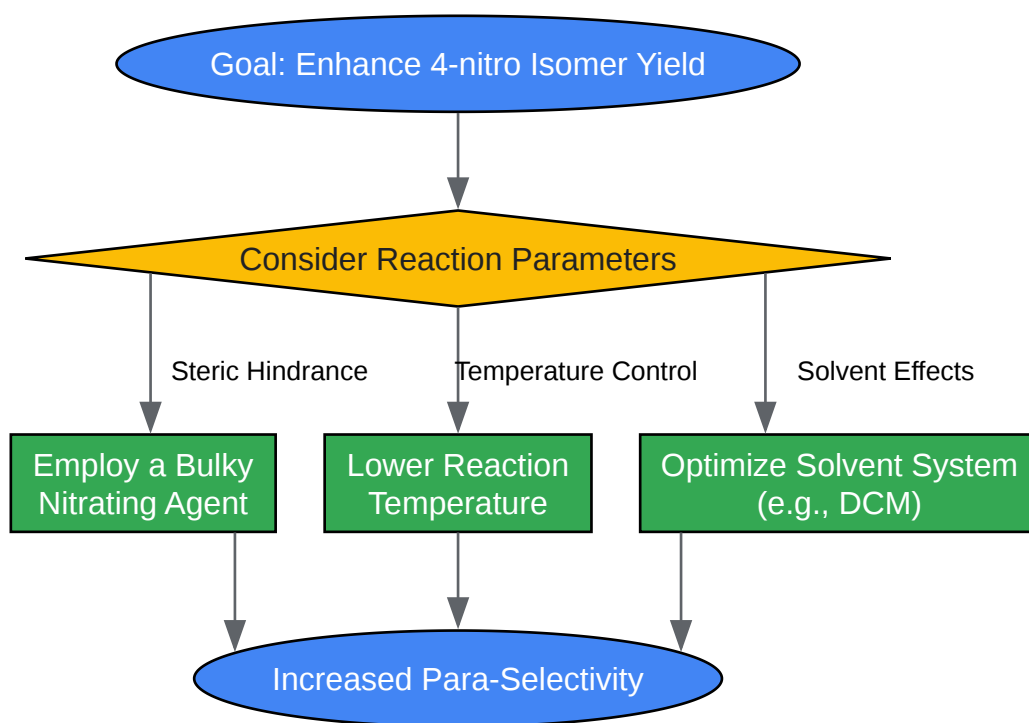 Goal: Enhance 4-nitro Isomer Yield
Consider Reaction Parameters
Steric Hindrance
Temperature Control
Solvent Effects
Employ a Bulky
Nitrating Agent
Lower Reaction
Temperature
Optimize Solvent System
(e.g., DCM)
Increased Para-Selectivity